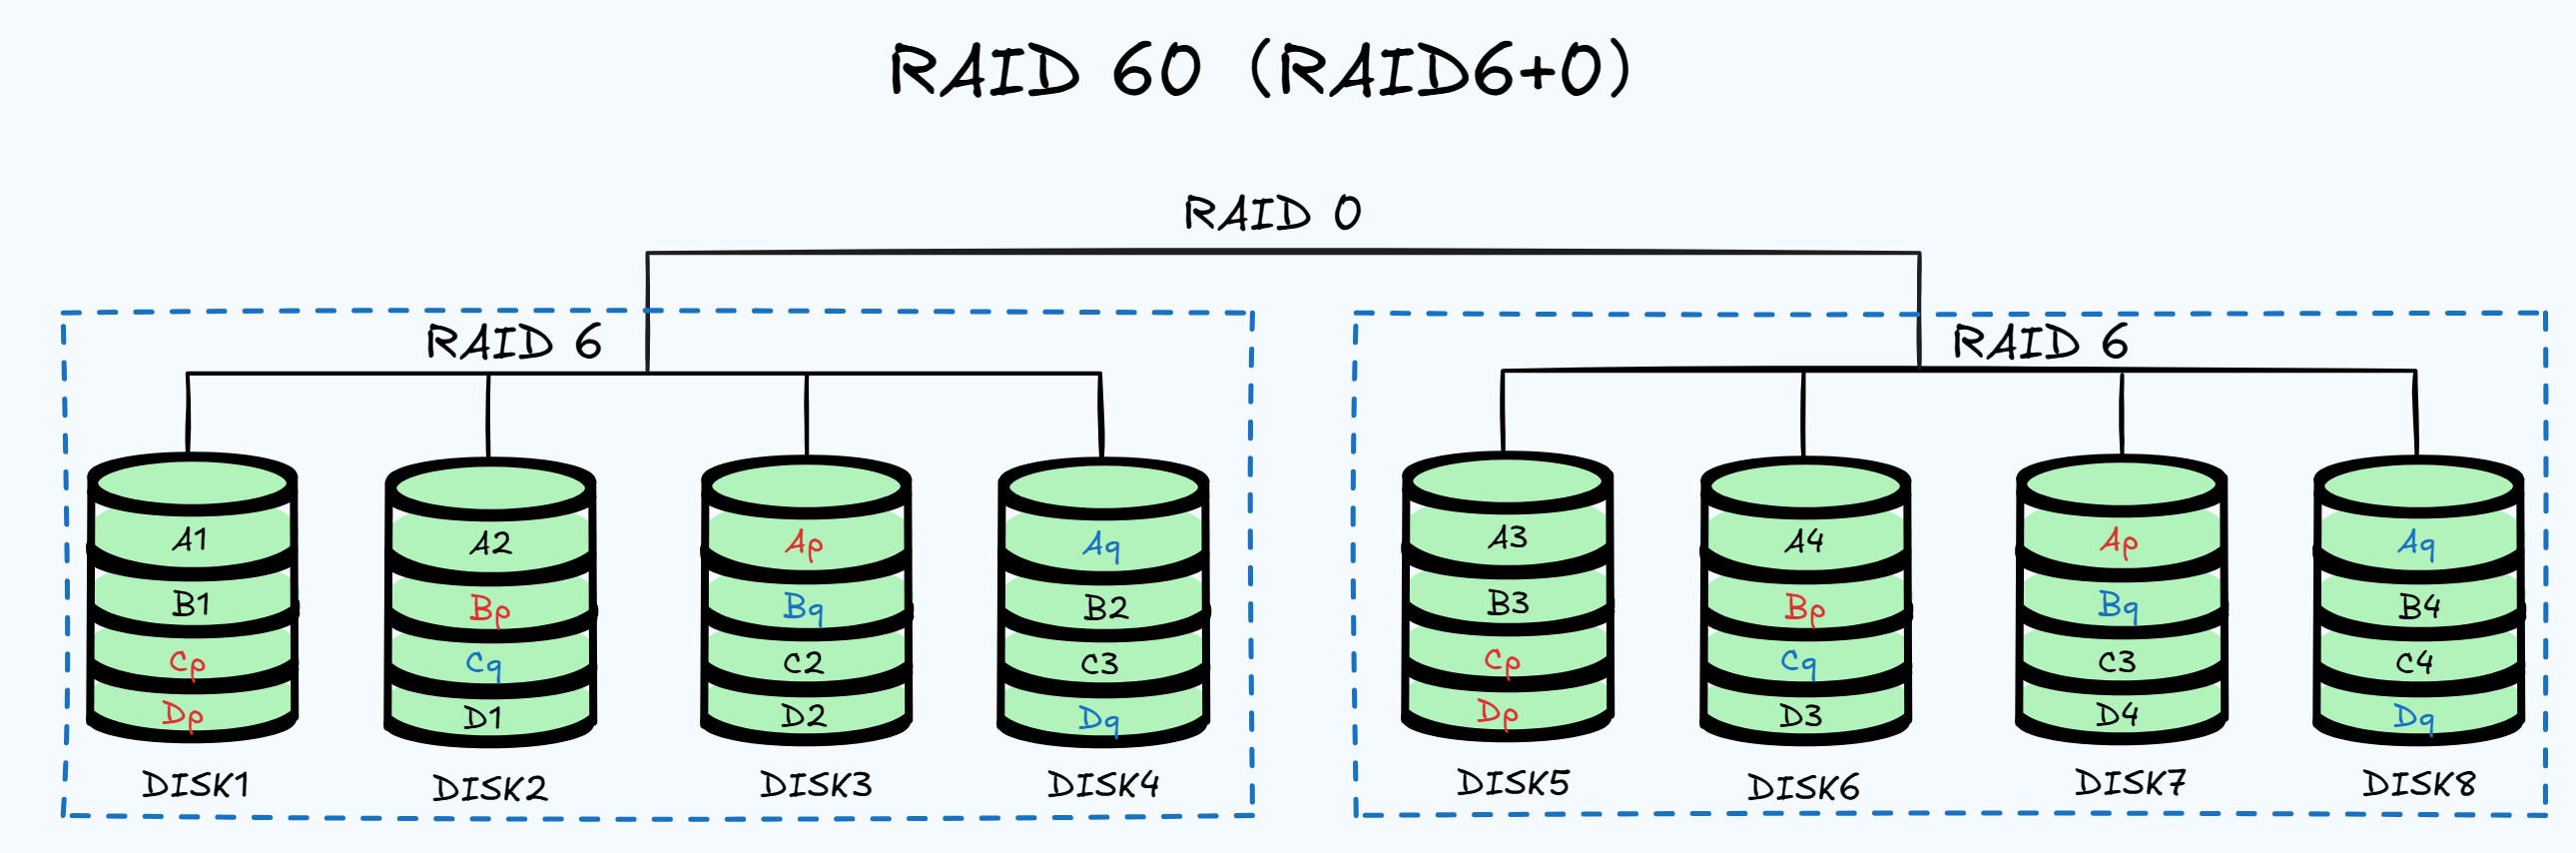 RAID 60 (RAID6+0)
RAID 0
RAID 6
RAID 6
A1 A2 Ap Aq A3 A4 Ap Aq
B1 Bp Bq B2 B3 Bp Bq B4
Cp Cq C2 C3 Cp Cq C3 C4
Dp D1 D2 Dq Dp D3 D4 Dq
DISK1 DISK2 DISK3 DISK4 DISK5 DISK6 DISK7 DISK8